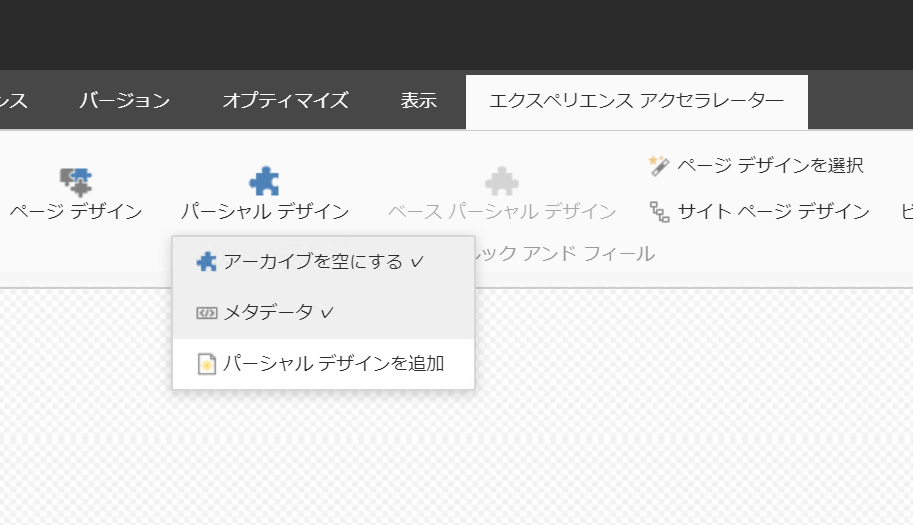 ンス バージョン オプティマイズ 表示 エクスペリエンス アクセラレーター
ページ デザインを選択
ページ デザイン パーシャル デザイン ベース パーシャル デザイン サイト ページ デザイン
ック アンド フィール
アーカイブを空にする ✓
メタデータ ✓
パーシャル デザインを追加